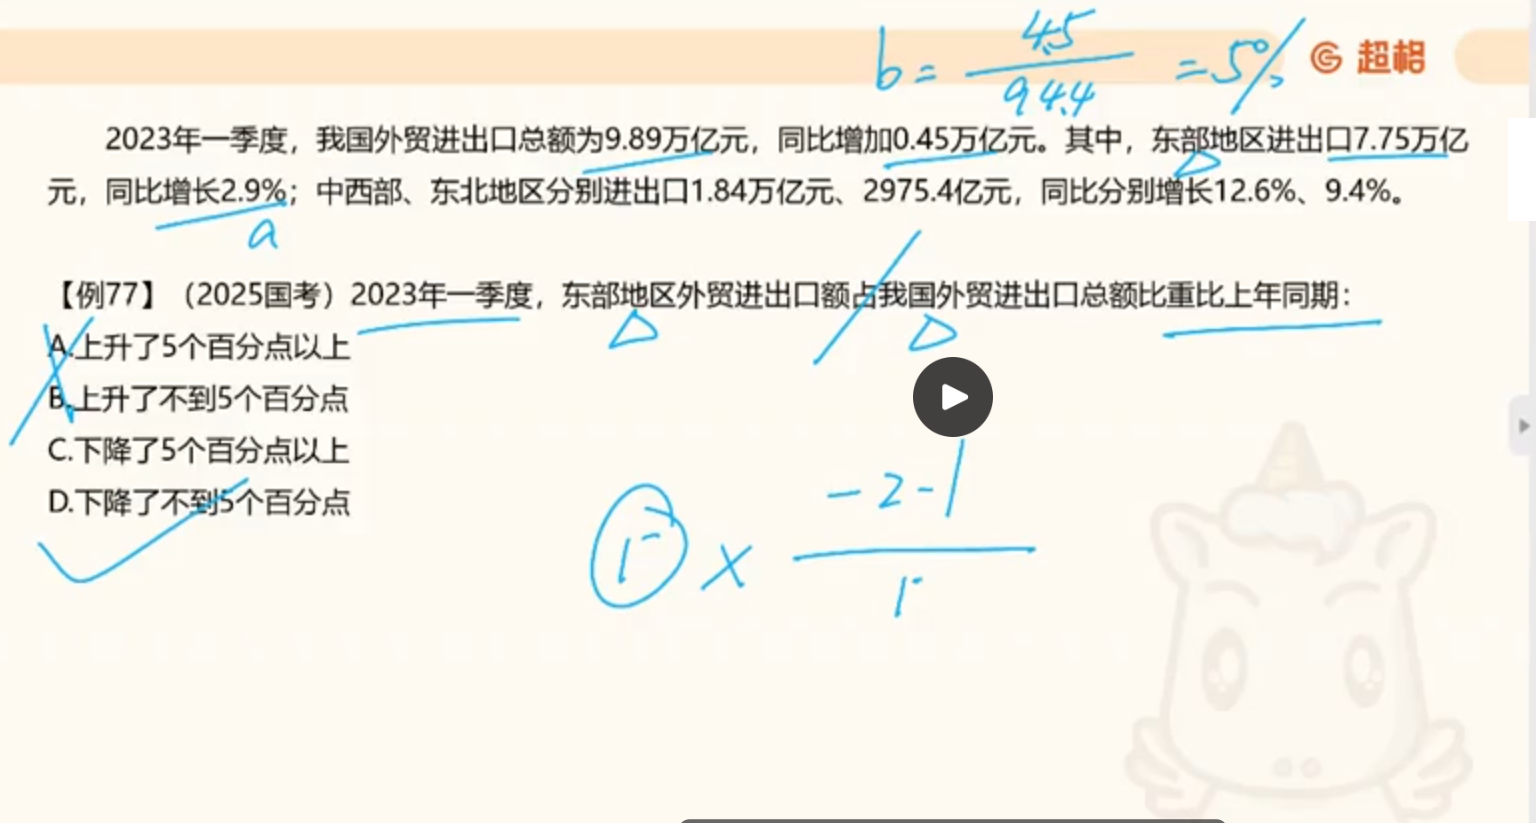 b = 4.5 / 94.4 = 5%
超格
2023年一季度，我国外贸进出口总额为9.89万亿元，同比增加0.45万亿元。其中，东部地区进出口7.75万亿
元，同比增长2.9%；中西部、东北地区分别进出口1.84万亿元、2975.4亿元，同比分别增长12.6%、9.4%。
a
【例77】（2025国考）2023年一季度，东部地区外贸进出口额占我国外贸进出口总额比重比上年同期：
A.上升了5个百分点以上
B.上升了不到5个百分点
C.下降了5个百分点以上
D.下降了不到5个百分点
1⁻ × -2-1 / 1⁺